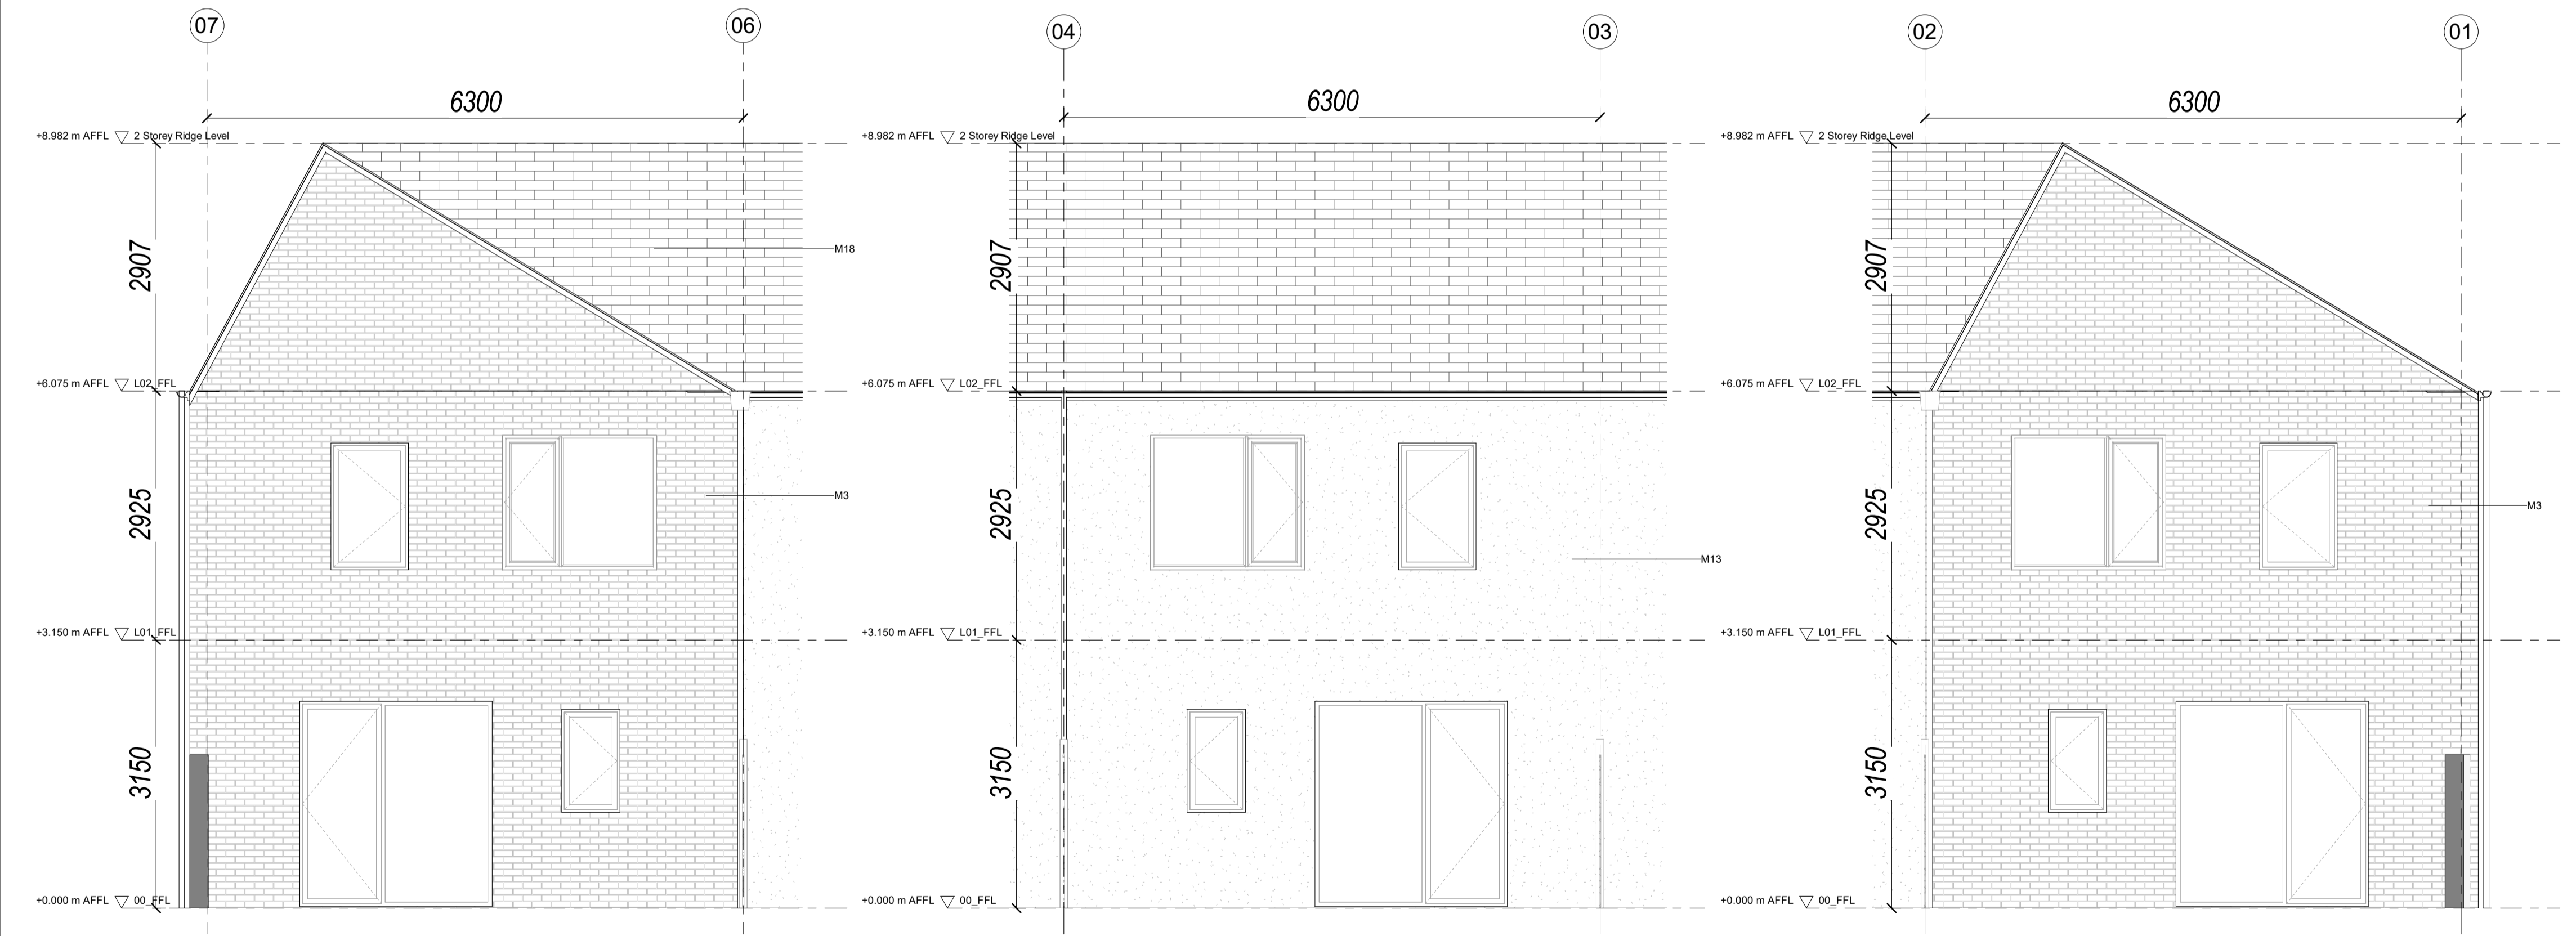 07
06
6300
+8.982 m AFFL
2 Storey Ridge Level
2907
M18
+6.075 m AFFL
L02_FFL
2925
M3
+3.150 m AFFL
L01_FFL
3150
+0.000 m AFFL
00_FFL
04
03
6300
+8.982 m AFFL
2 Storey Ridge Level
2907
+6.075 m AFFL
L02_FFL
2925
M13
+3.150 m AFFL
L01_FFL
3150
+0.000 m AFFL
00_FFL
02
01
6300
+8.982 m AFFL
2 Storey Ridge Level
2907
+6.075 m AFFL
L02_FFL
2925
M3
+3.150 m AFFL
L01_FFL
3150
+0.000 m AFFL
00_FFL